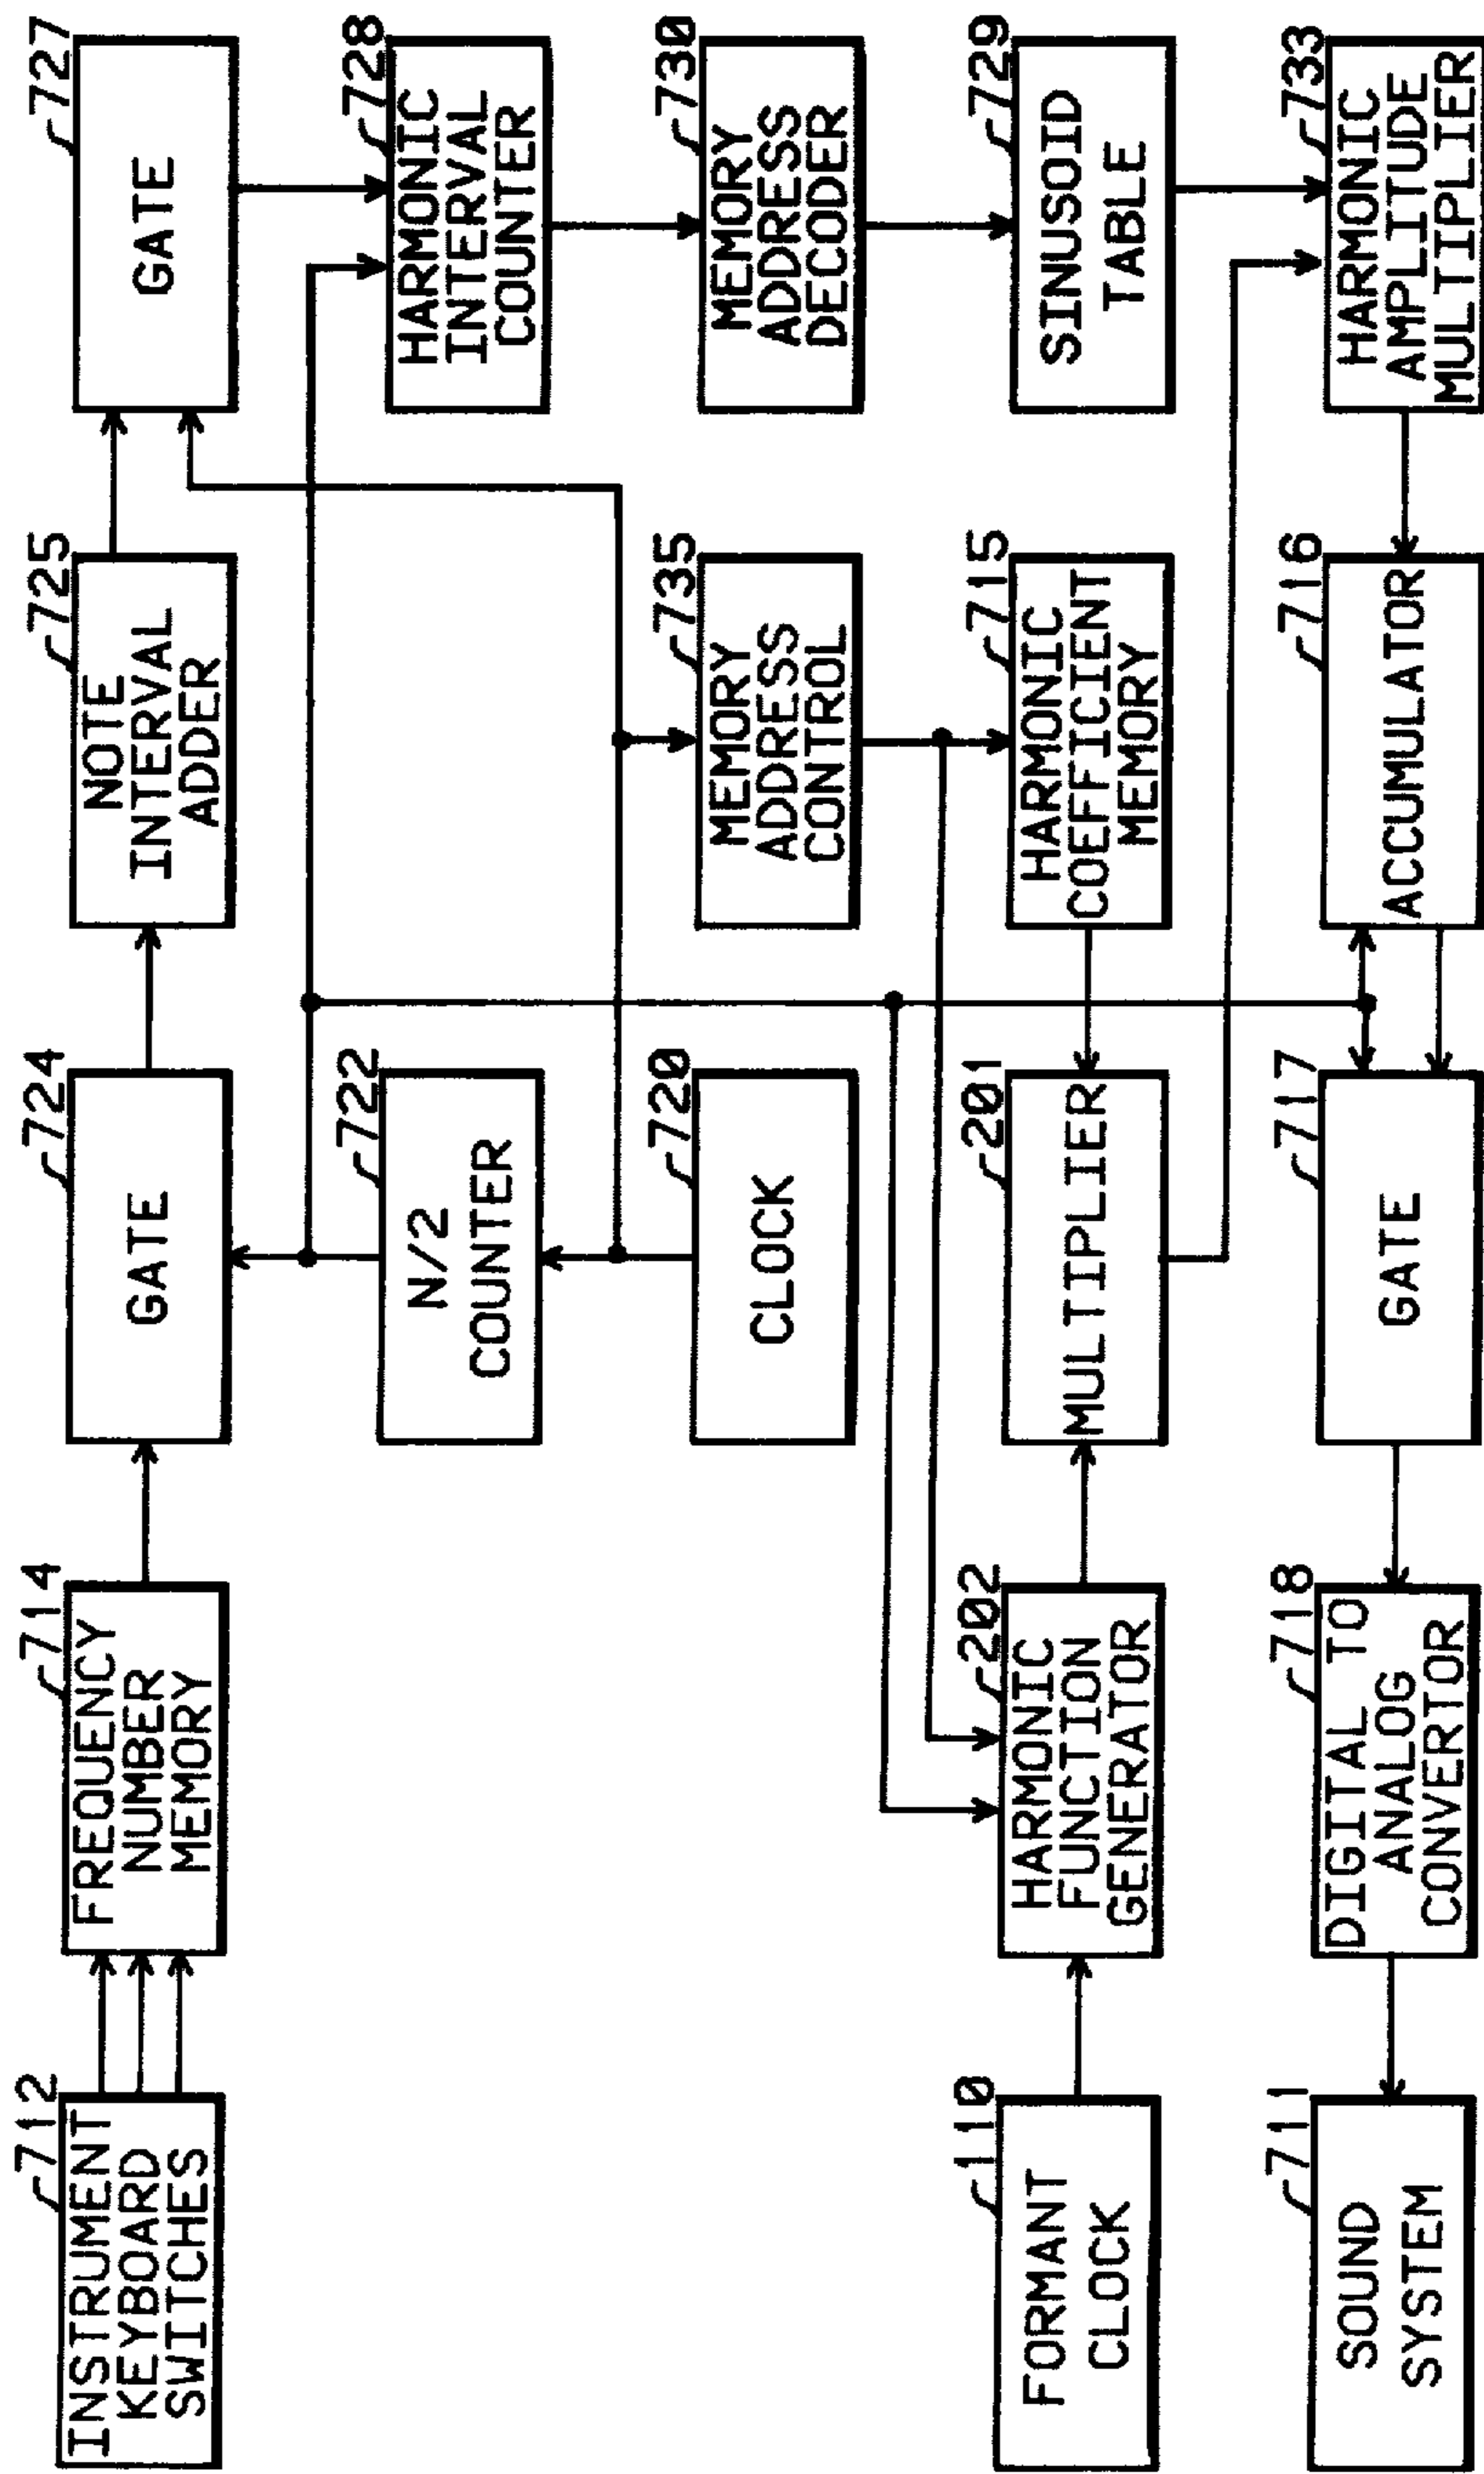 712
INSTRUMENT
KEYBOARD
SWITCHES
714
FREQUENCY
NUMBER
MEMORY
724
GATE
725
NOTE
INTERVAL
ADDER
727
GATE
722
N/2
COUNTER
728
HARMONIC
INTERVAL
COUNTER
720
CLOCK
735
MEMORY
ADDRESS
CONTROL
730
MEMORY
ADDRESS
DECODER
110
FORMANT
CLOCK
202
HARMONIC
FUNCTION
GENERATOR
201
MULTIPLIER
715
HARMONIC
COEFFICIENT
MEMORY
729
SINUSOID
TABLE
711
SOUND
SYSTEM
718
DIGITAL TO
ANALOG
CONVERTOR
717
GATE
716
ACCUMULATOR
733
HARMONIC
AMPLITUDE
MULTIPLIER